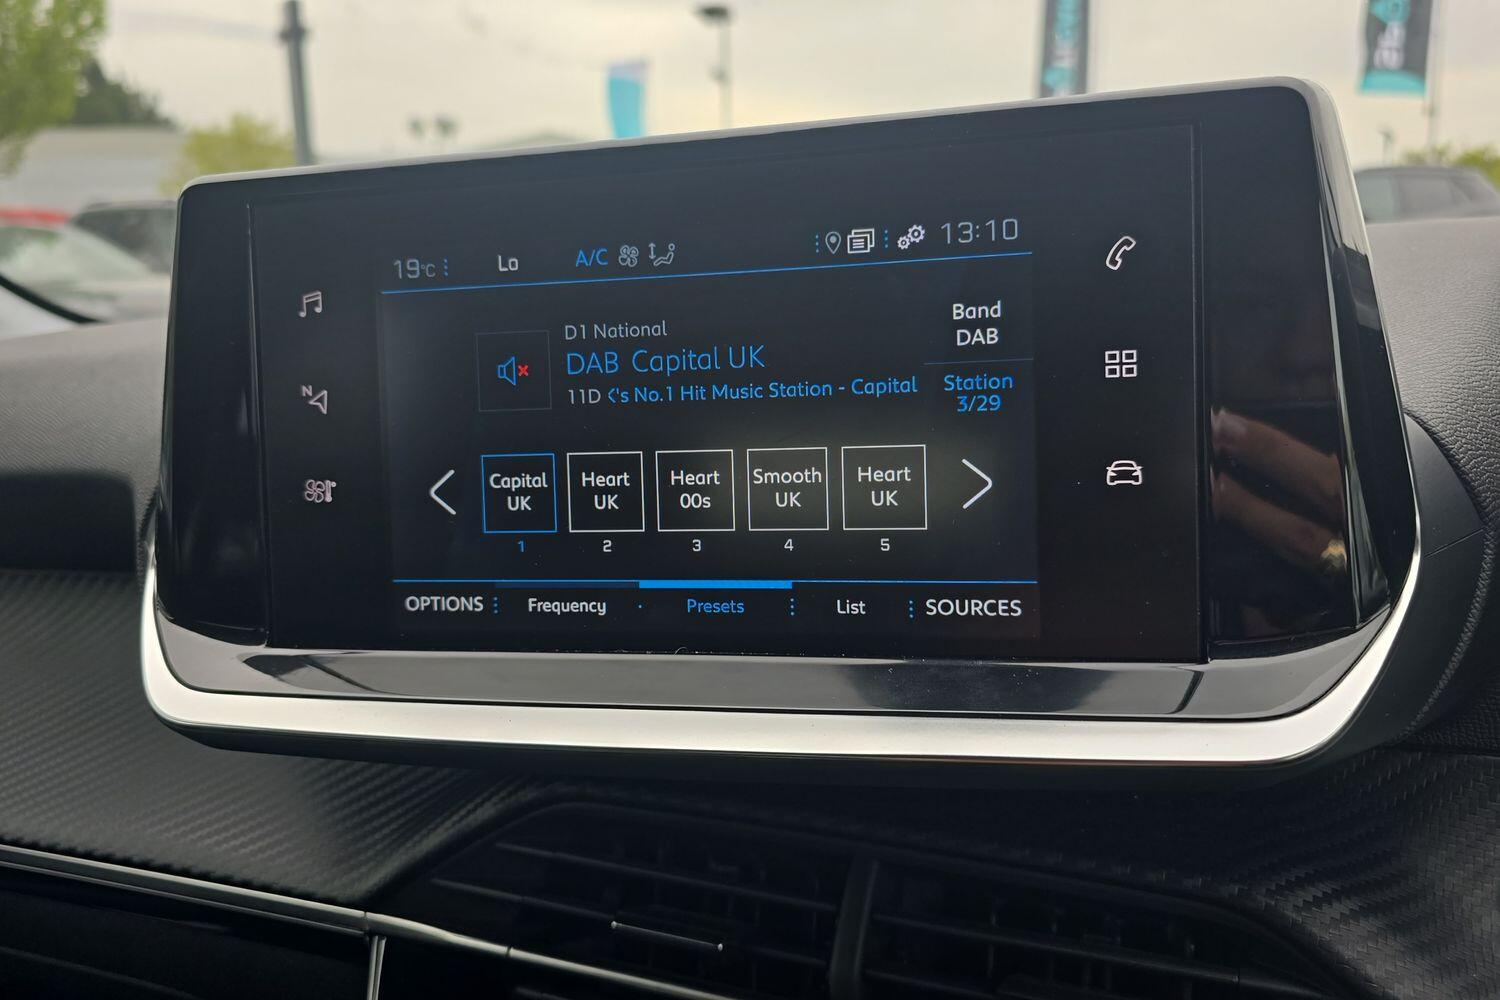 19°C Lo A/C 13:10
D1 National
DAB Capital UK
11D 's No.1 Hit Music Station - Capital
Band
DAB
Station
3/29
N
Capital
UK
Heart
UK
Heart
00s
Smooth
UK
Heart
UK
1 2 3 4 5
OPTIONS Frequency Presets List SOURCES